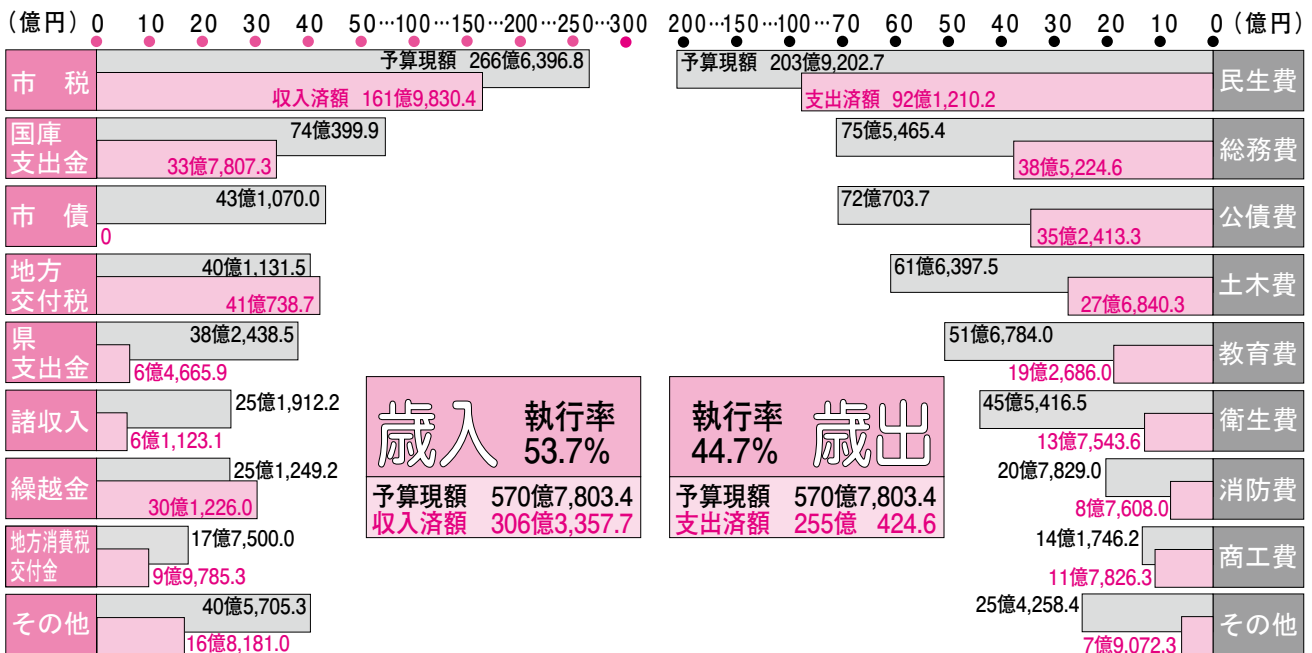 (億円) 0 10 20 30 40 50…100…150…200…250…300
市 税
予算現額 266億6,396.8
収入済額 161億9,830.4
国庫
支出金
74億399.9
33億7,807.3
市 債
43億1,070.0
0
地方
交付税
40億1,131.5
41億738.7
県
支出金
38億2,438.5
6億4,665.9
諸収入
25億1,912.2
6億1,123.1
繰越金
25億1,249.2
30億1,226.0
地方消費税
交付金
17億7,500.0
9億9,785.3
その他
40億5,705.3
16億8,181.0
歳入
執行率
53.7%
予算現額 570億7,803.4
収入済額 306億3,357.7
200…150…100…70 60 50 40 30 20 10 0 (億円)
予算現額 203億9,202.7
支出済額 92億1,210.2
民生費
75億5,465.4
38億5,224.6
総務費
72億703.7
35億2,413.3
公債費
61億6,397.5
27億6,840.3
土木費
51億6,784.0
19億2,686.0
教育費
45億5,416.5
13億7,543.6
衛生費
20億7,829.0
8億7,608.0
消防費
14億1,746.2
11億7,826.3
商工費
25億4,258.4
7億9,072.3
その他
執行率
44.7%
歳出
予算現額 570億7,803.4
支出済額 255億 424.6